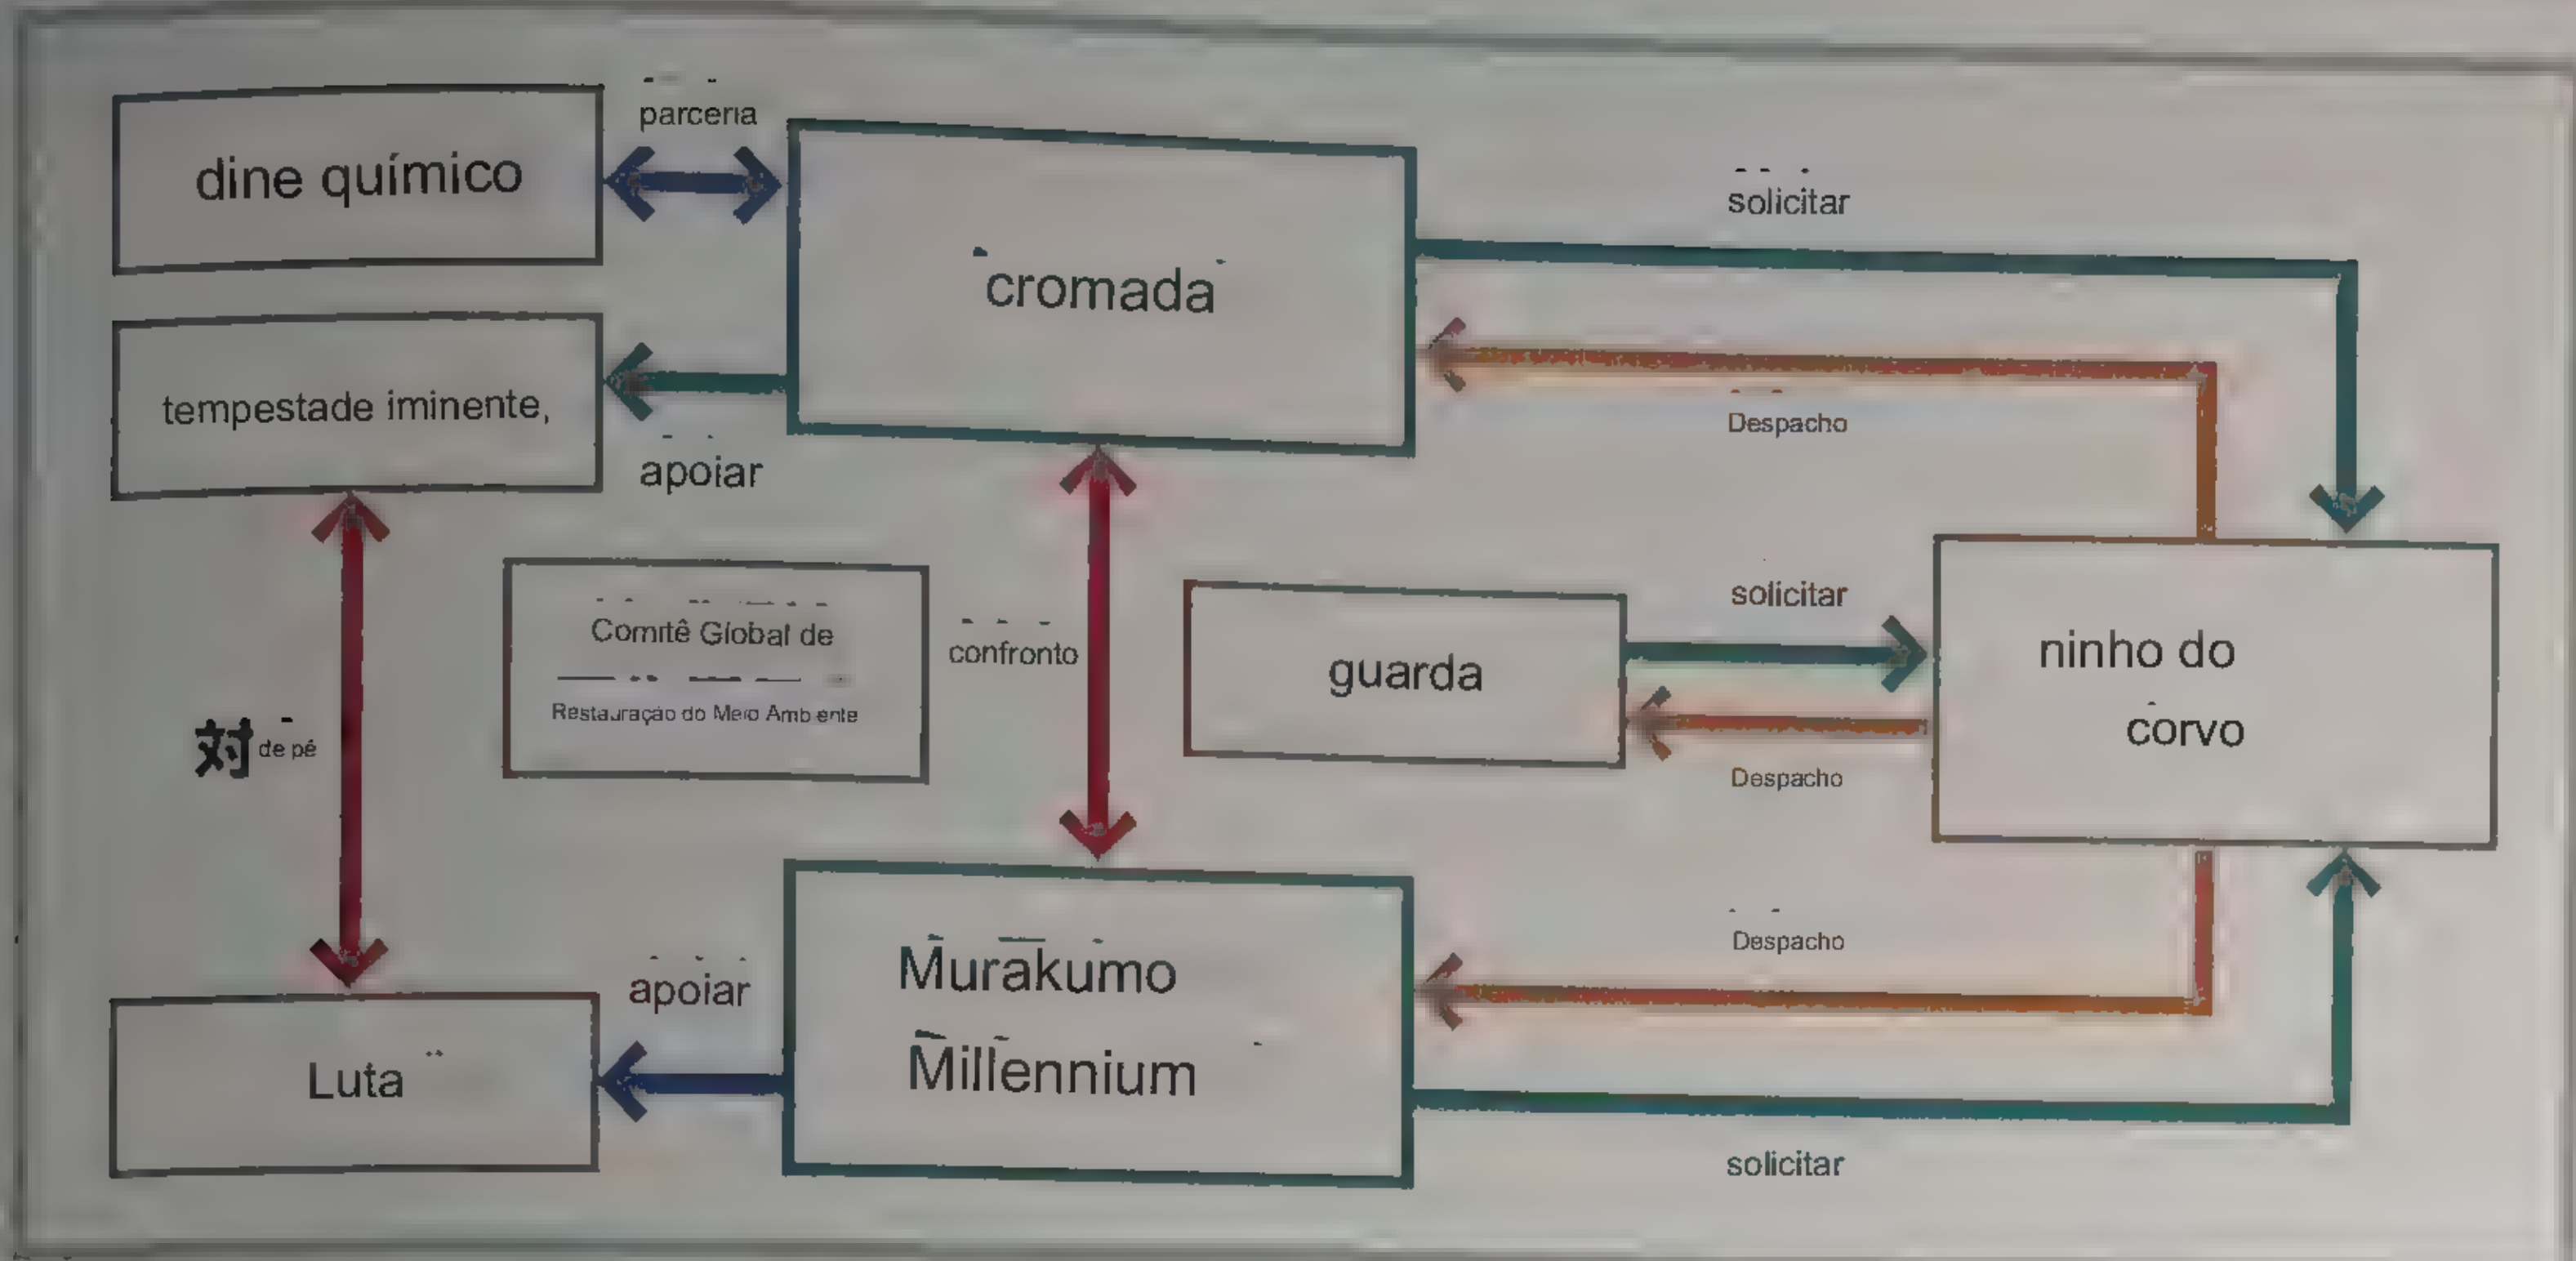 parceria
dine químico
cromada
solicitar
tempestade iminente,
apoiar
Despacho
Comitê Global de
Restauração do Meio Ambiente
confronto
guarda
solicitar
Despacho
ninho do
corvo
対 de pé
Murakumo
Millennium
apoiar
Luta
Despacho
solicitar